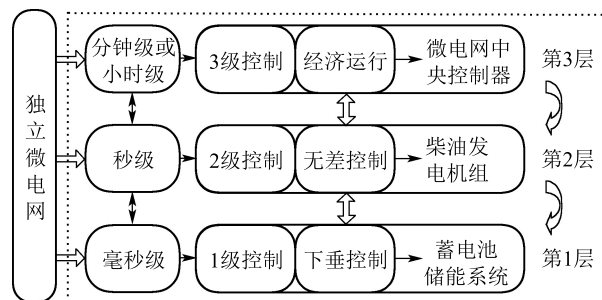 独立微电网
分钟级或
小时级
3级控制
经济运行
微电网中
央控制器
第3层
秒级
2级控制
无差控制
柴油发
电机组
第2层
毫秒级
1级控制
下垂控制
蓄电池
储能系统
第1层